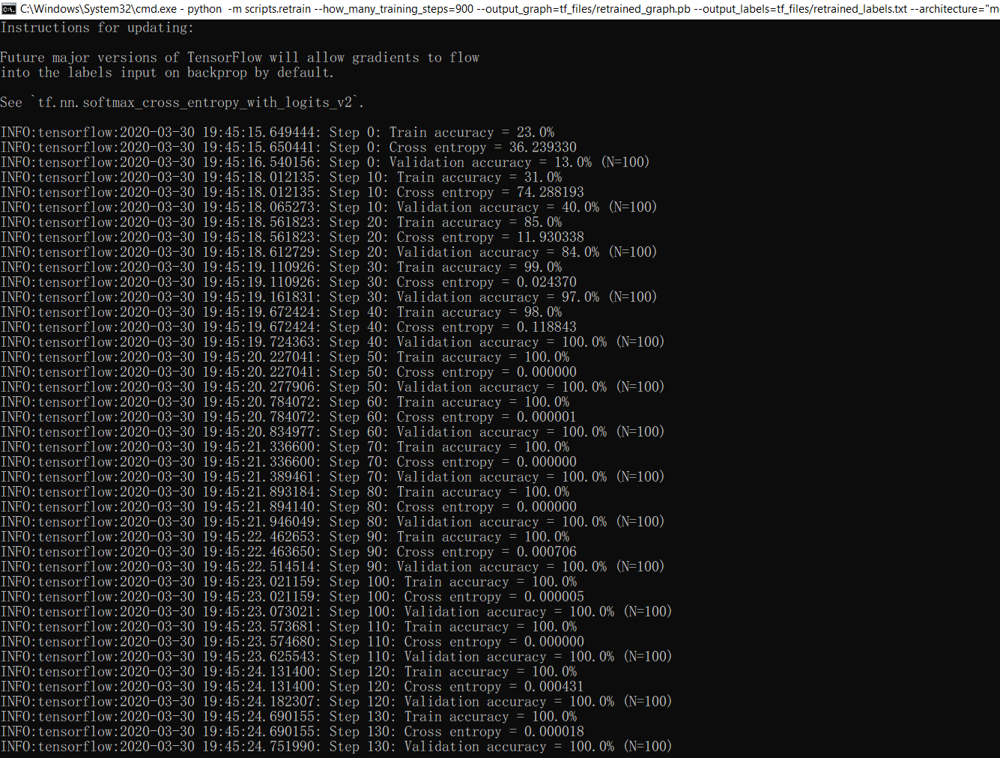 C:\Windows\System32\cmd.exe - python  -m scripts.retrain --how_many_training_steps=900 --output_graph=tf_files/retrained_graph.pb --output_labels=tf_files/retrained_labels.txt --architecture="m
Instructions for updating:
Future major versions of TensorFlow will allow gradients to flow
into the labels input on backprop by default.
See `tf.nn.softmax_cross_entropy_with_logits_v2`.
INFO:tensorflow:2020-03-30 19:45:15.649444: Step 0: Train accuracy = 23.0%
INFO:tensorflow:2020-03-30 19:45:15.650441: Step 0: Cross entropy = 36.239330
INFO:tensorflow:2020-03-30 19:45:16.540156: Step 0: Validation accuracy = 13.0% (N=100)
INFO:tensorflow:2020-03-30 19:45:18.012135: Step 10: Train accuracy = 31.0%
INFO:tensorflow:2020-03-30 19:45:18.012135: Step 10: Cross entropy = 74.288193
INFO:tensorflow:2020-03-30 19:45:18.065273: Step 10: Validation accuracy = 40.0% (N=100)
INFO:tensorflow:2020-03-30 19:45:18.561823: Step 20: Train accuracy = 85.0%
INFO:tensorflow:2020-03-30 19:45:18.561823: Step 20: Cross entropy = 11.930338
INFO:tensorflow:2020-03-30 19:45:18.612729: Step 20: Validation accuracy = 84.0% (N=100)
INFO:tensorflow:2020-03-30 19:45:19.110926: Step 30: Train accuracy = 99.0%
INFO:tensorflow:2020-03-30 19:45:19.110926: Step 30: Cross entropy = 0.024370
INFO:tensorflow:2020-03-30 19:45:19.161831: Step 30: Validation accuracy = 97.0% (N=100)
INFO:tensorflow:2020-03-30 19:45:19.672424: Step 40: Train accuracy = 98.0%
INFO:tensorflow:2020-03-30 19:45:19.672424: Step 40: Cross entropy = 0.118843
INFO:tensorflow:2020-03-30 19:45:19.724363: Step 40: Validation accuracy = 100.0% (N=100)
INFO:tensorflow:2020-03-30 19:45:20.227041: Step 50: Train accuracy = 100.0%
INFO:tensorflow:2020-03-30 19:45:20.227041: Step 50: Cross entropy = 0.000000
INFO:tensorflow:2020-03-30 19:45:20.277906: Step 50: Validation accuracy = 100.0% (N=100)
INFO:tensorflow:2020-03-30 19:45:20.784072: Step 60: Train accuracy = 100.0%
INFO:tensorflow:2020-03-30 19:45:20.784072: Step 60: Cross entropy = 0.000001
INFO:tensorflow:2020-03-30 19:45:20.834977: Step 60: Validation accuracy = 100.0% (N=100)
INFO:tensorflow:2020-03-30 19:45:21.336600: Step 70: Train accuracy = 100.0%
INFO:tensorflow:2020-03-30 19:45:21.336600: Step 70: Cross entropy = 0.000000
INFO:tensorflow:2020-03-30 19:45:21.389461: Step 70: Validation accuracy = 100.0% (N=100)
INFO:tensorflow:2020-03-30 19:45:21.893184: Step 80: Train accuracy = 100.0%
INFO:tensorflow:2020-03-30 19:45:21.894140: Step 80: Cross entropy = 0.000000
INFO:tensorflow:2020-03-30 19:45:21.946049: Step 80: Validation accuracy = 100.0% (N=100)
INFO:tensorflow:2020-03-30 19:45:22.462653: Step 90: Train accuracy = 100.0%
INFO:tensorflow:2020-03-30 19:45:22.463650: Step 90: Cross entropy = 0.000706
INFO:tensorflow:2020-03-30 19:45:22.514514: Step 90: Validation accuracy = 100.0% (N=100)
INFO:tensorflow:2020-03-30 19:45:23.021159: Step 100: Train accuracy = 100.0%
INFO:tensorflow:2020-03-30 19:45:23.021159: Step 100: Cross entropy = 0.000005
INFO:tensorflow:2020-03-30 19:45:23.073021: Step 100: Validation accuracy = 100.0% (N=100)
INFO:tensorflow:2020-03-30 19:45:23.573681: Step 110: Train accuracy = 100.0%
INFO:tensorflow:2020-03-30 19:45:23.574680: Step 110: Cross entropy = 0.000000
INFO:tensorflow:2020-03-30 19:45:23.625543: Step 110: Validation accuracy = 100.0% (N=100)
INFO:tensorflow:2020-03-30 19:45:24.131400: Step 120: Train accuracy = 100.0%
INFO:tensorflow:2020-03-30 19:45:24.131400: Step 120: Cross entropy = 0.000431
INFO:tensorflow:2020-03-30 19:45:24.182307: Step 120: Validation accuracy = 100.0% (N=100)
INFO:tensorflow:2020-03-30 19:45:24.690155: Step 130: Train accuracy = 100.0%
INFO:tensorflow:2020-03-30 19:45:24.690155: Step 130: Cross entropy = 0.000018
INFO:tensorflow:2020-03-30 19:45:24.751990: Step 130: Validation accuracy = 100.0% (N=100)